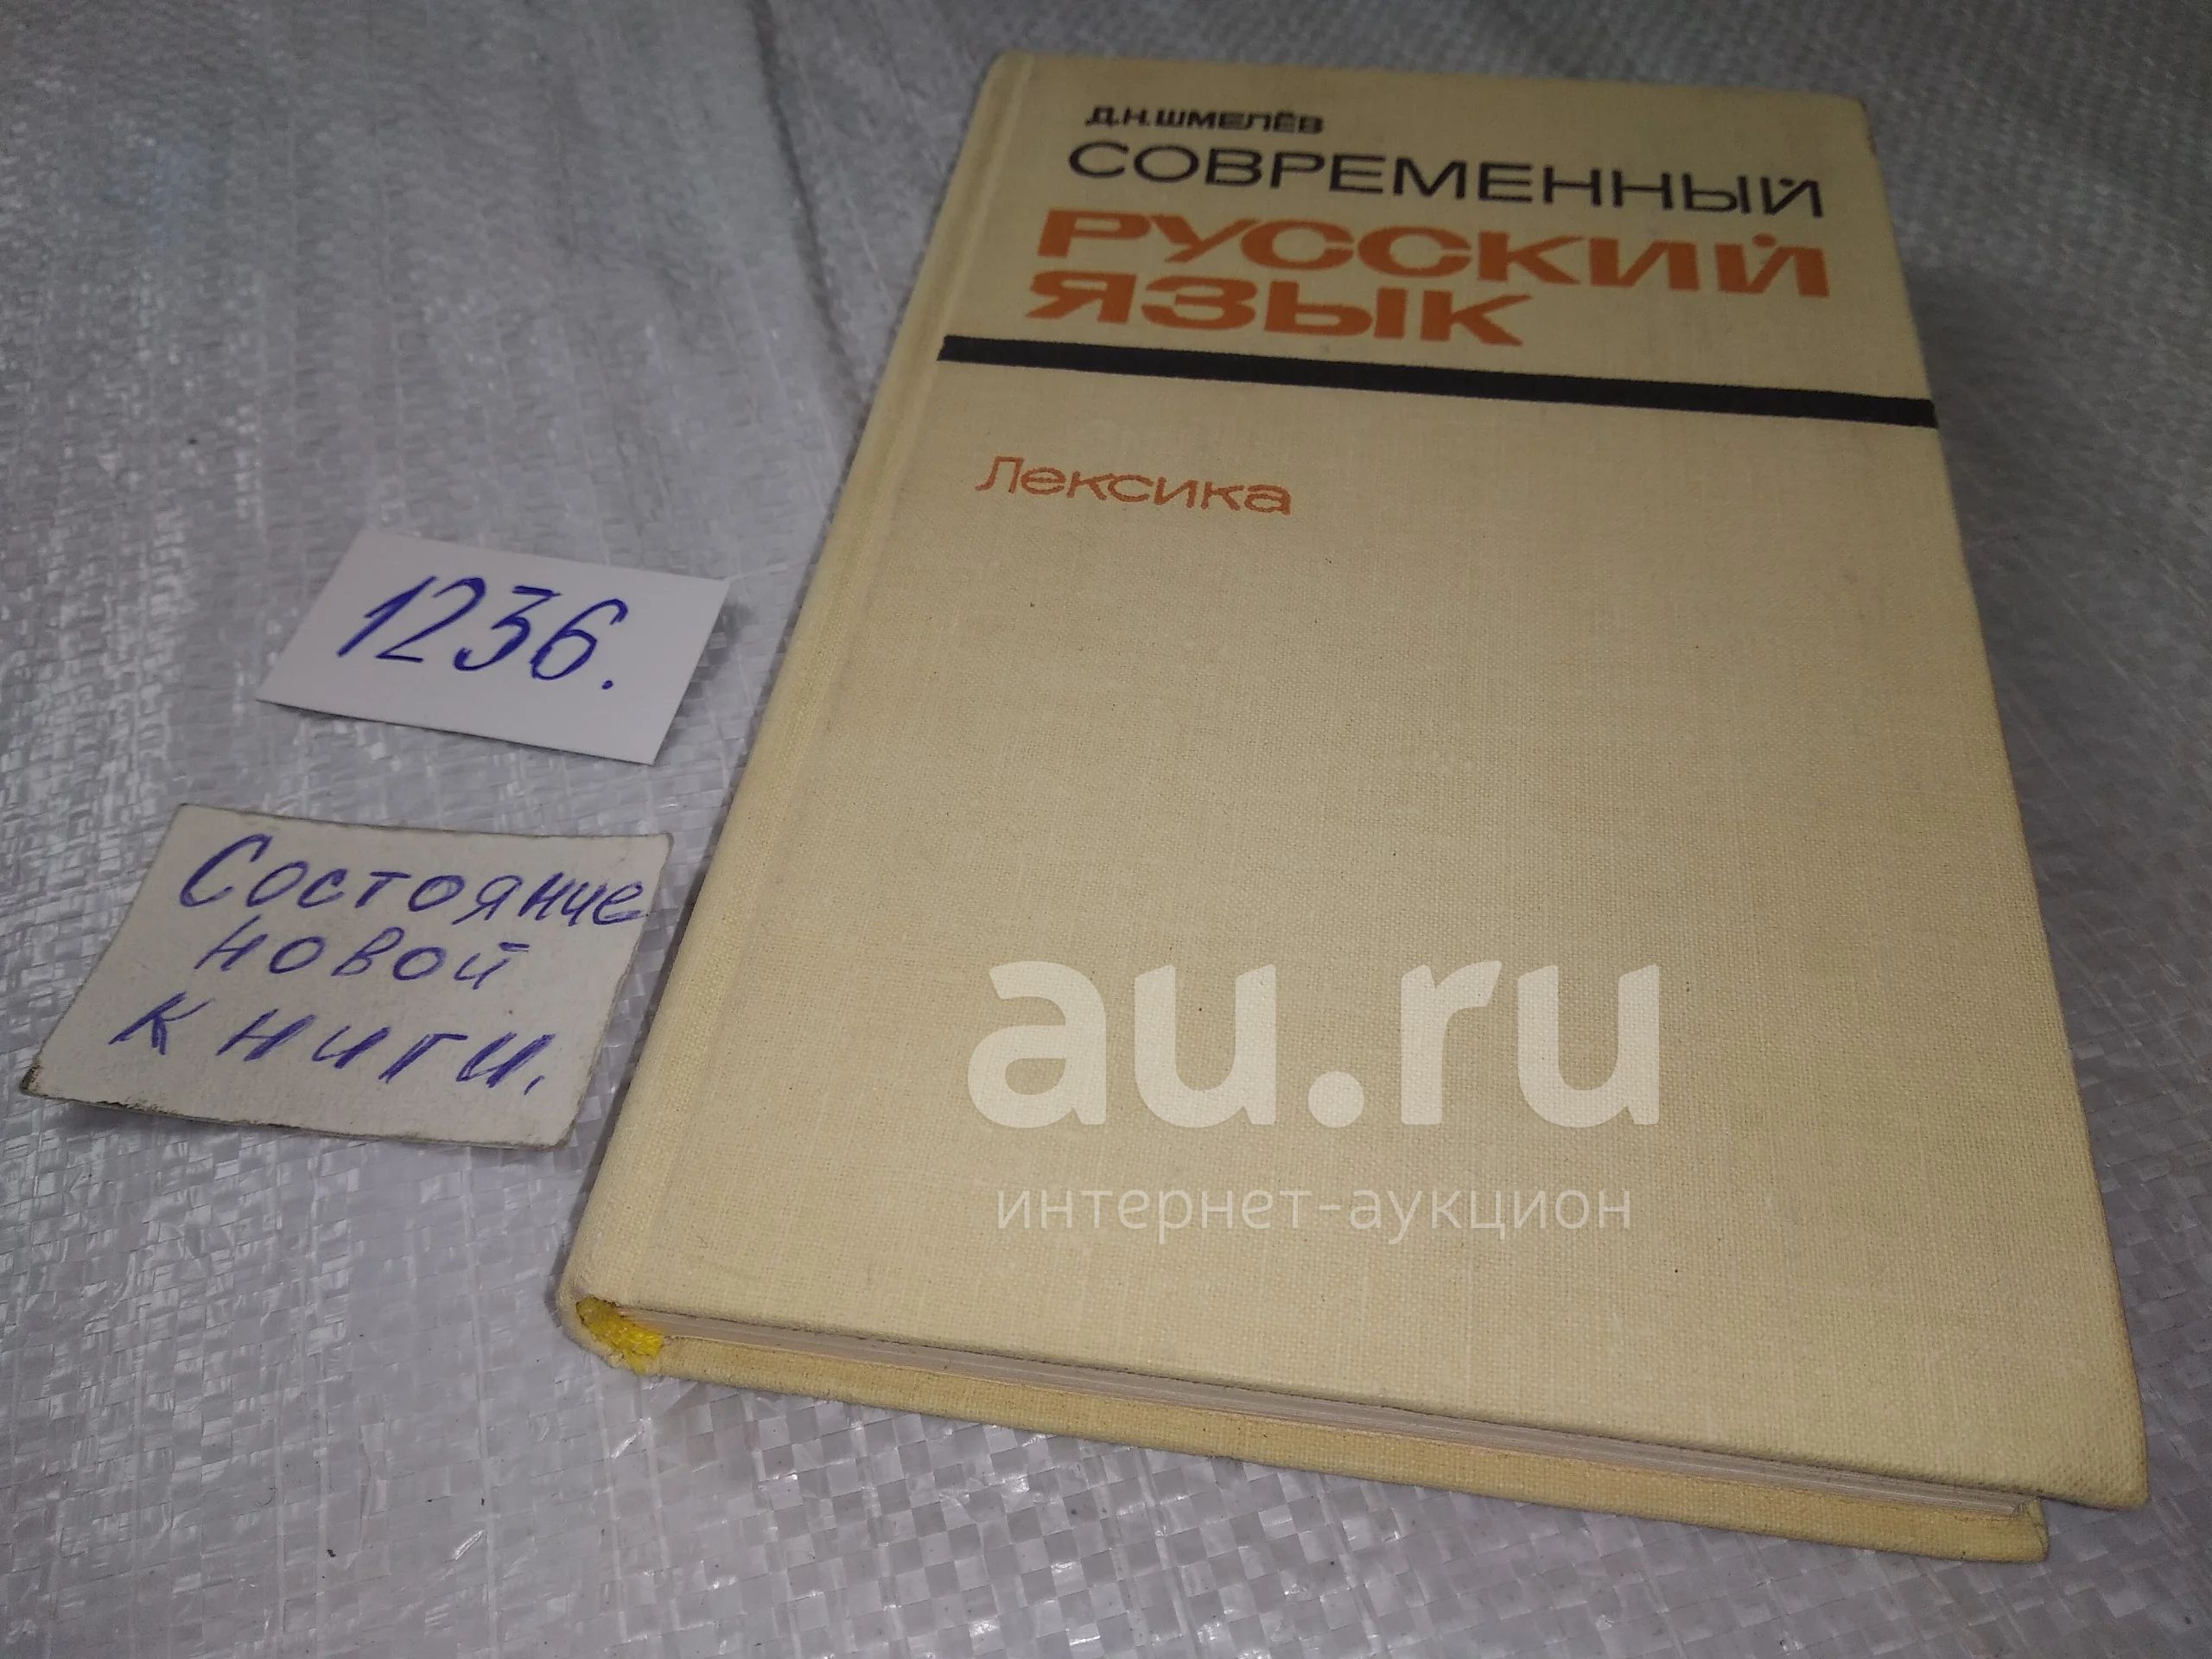 Д.Н.ШМЕЛЁВ
СОВРЕМЕННЫЙ
РУССКИЙ
ЯЗЫК
Лексика
1236.
Состояние
новой
книги.
au.ru
интернет-аукцион